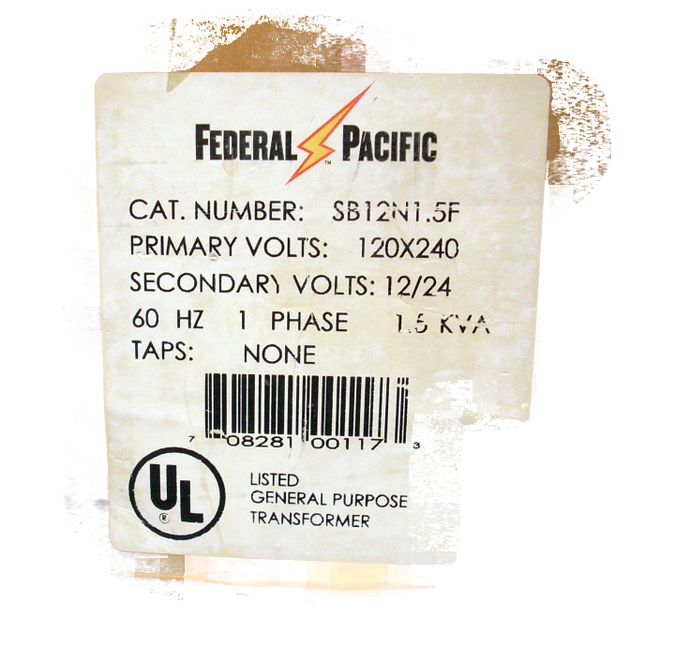 FEDERAL PACIFIC™
CAT. NUMBER: SB12N1.5F
PRIMARY VOLTS: 120X240
SECONDARY VOLTS: 12/24
60 HZ 1 PHASE 1.5 KVA
TAPS: NONE
7 08281 00117 3
UL
®
LISTED
GENERAL PURPOSE
TRANSFORMER